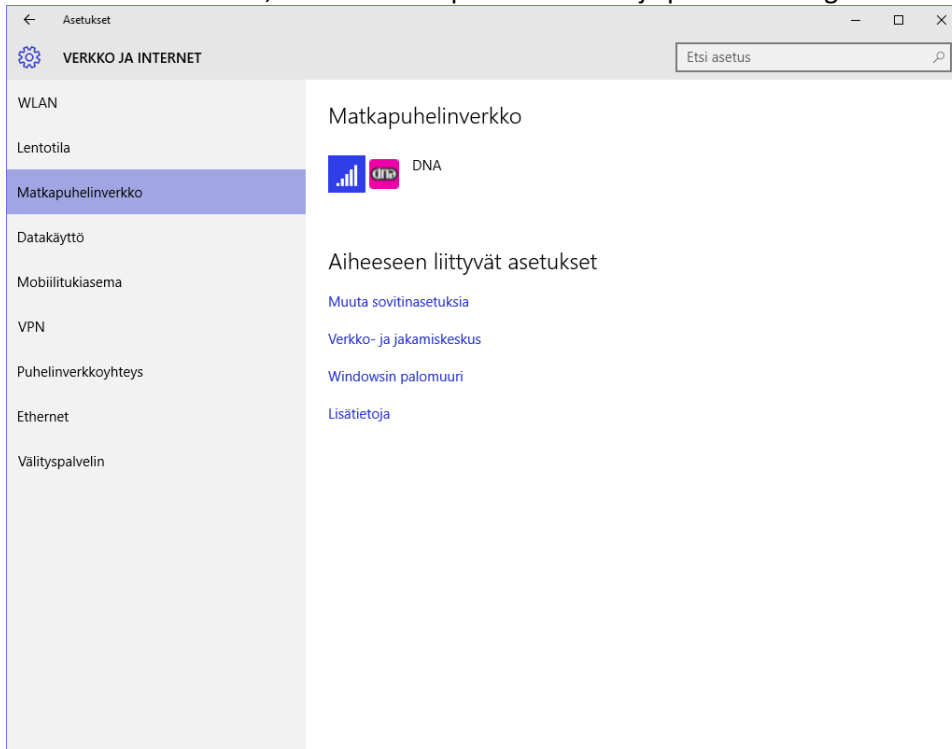 Asetukset
VERKKO JA INTERNET
Etsi asetus
WLAN
Lentotila
Matkapuhelinverkko
Datakäyttö
Mobiilitukiasema
VPN
Puhelinverkkoyhteys
Ethernet
Välityspalvelin
Matkapuhelinverkko
dna DNA
Aiheeseen liittyvät asetukset
Muuta sovitinasetuksia
Verkko- ja jakamiskeskus
Windowsin palomuuri
Lisätietoja